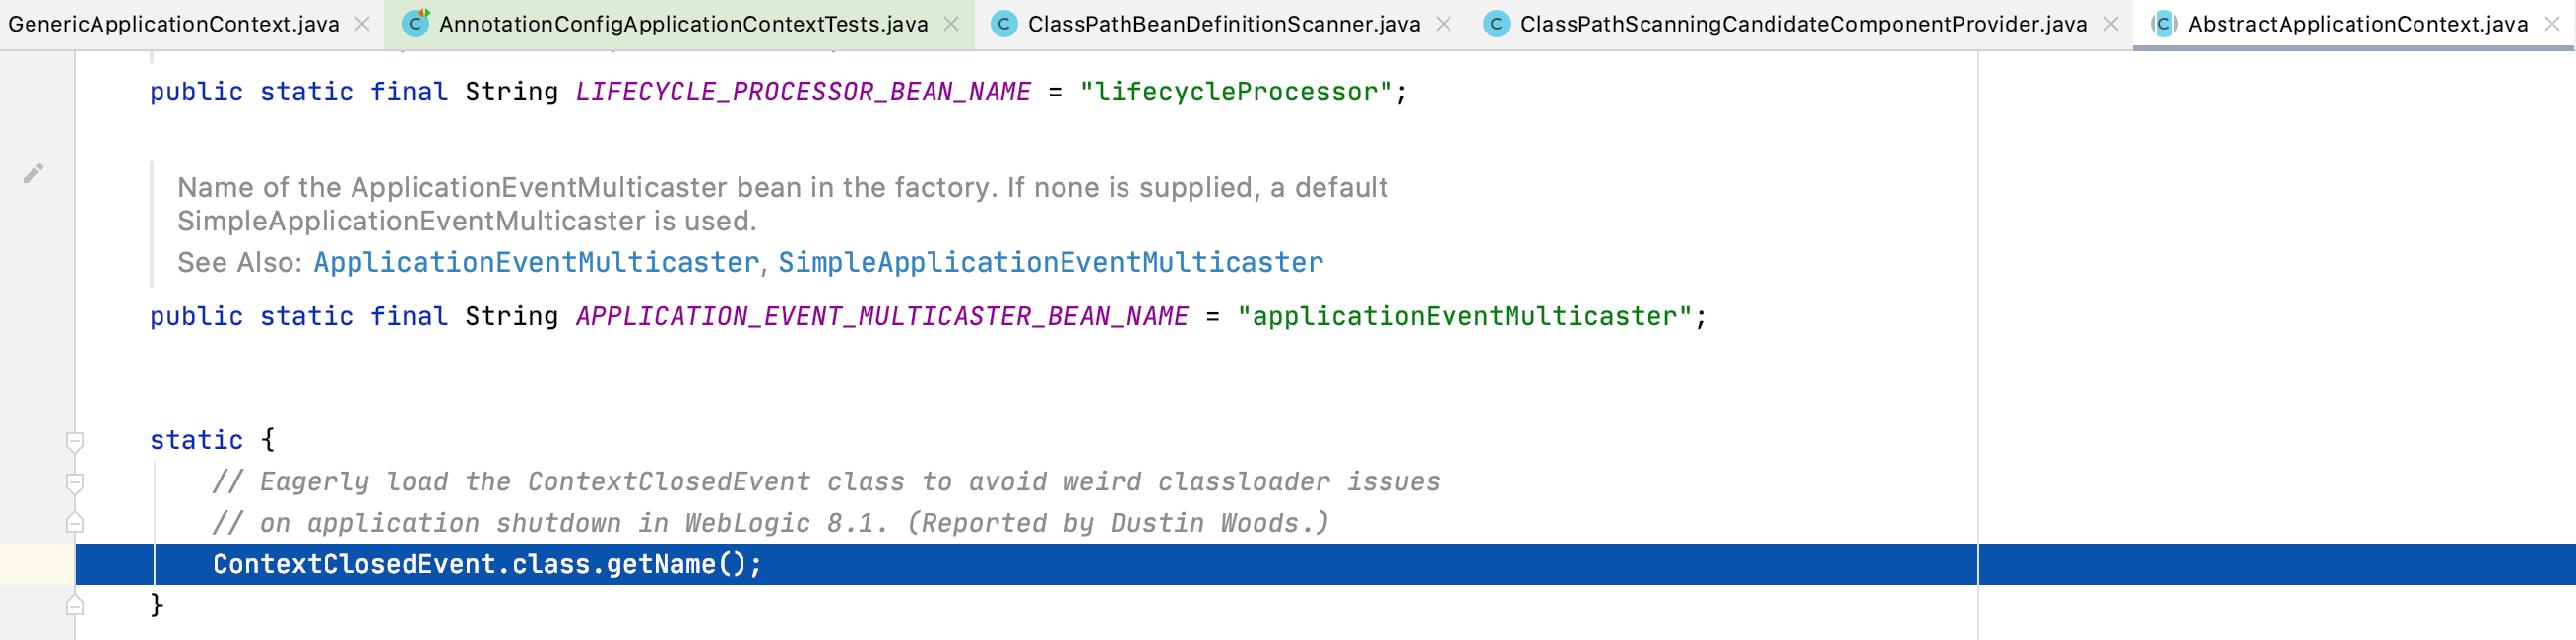 GenericApplicationContext.java
AnnotationConfigApplicationContextTests.java
ClassPathBeanDefinitionScanner.java
ClassPathScanningCandidateComponentProvider.java
AbstractApplicationContext.java
public static final String LIFECYCLE_PROCESSOR_BEAN_NAME = "lifecycleProcessor";
Name of the ApplicationEventMulticaster bean in the factory. If none is supplied, a default
SimpleApplicationEventMulticaster is used.
See Also: ApplicationEventMulticaster, SimpleApplicationEventMulticaster
public static final String APPLICATION_EVENT_MULTICASTER_BEAN_NAME = "applicationEventMulticaster";
static {
// Eagerly load the ContextClosedEvent class to avoid weird classloader issues
// on application shutdown in WebLogic 8.1. (Reported by Dustin Woods.)
ContextClosedEvent.class.getName();
}